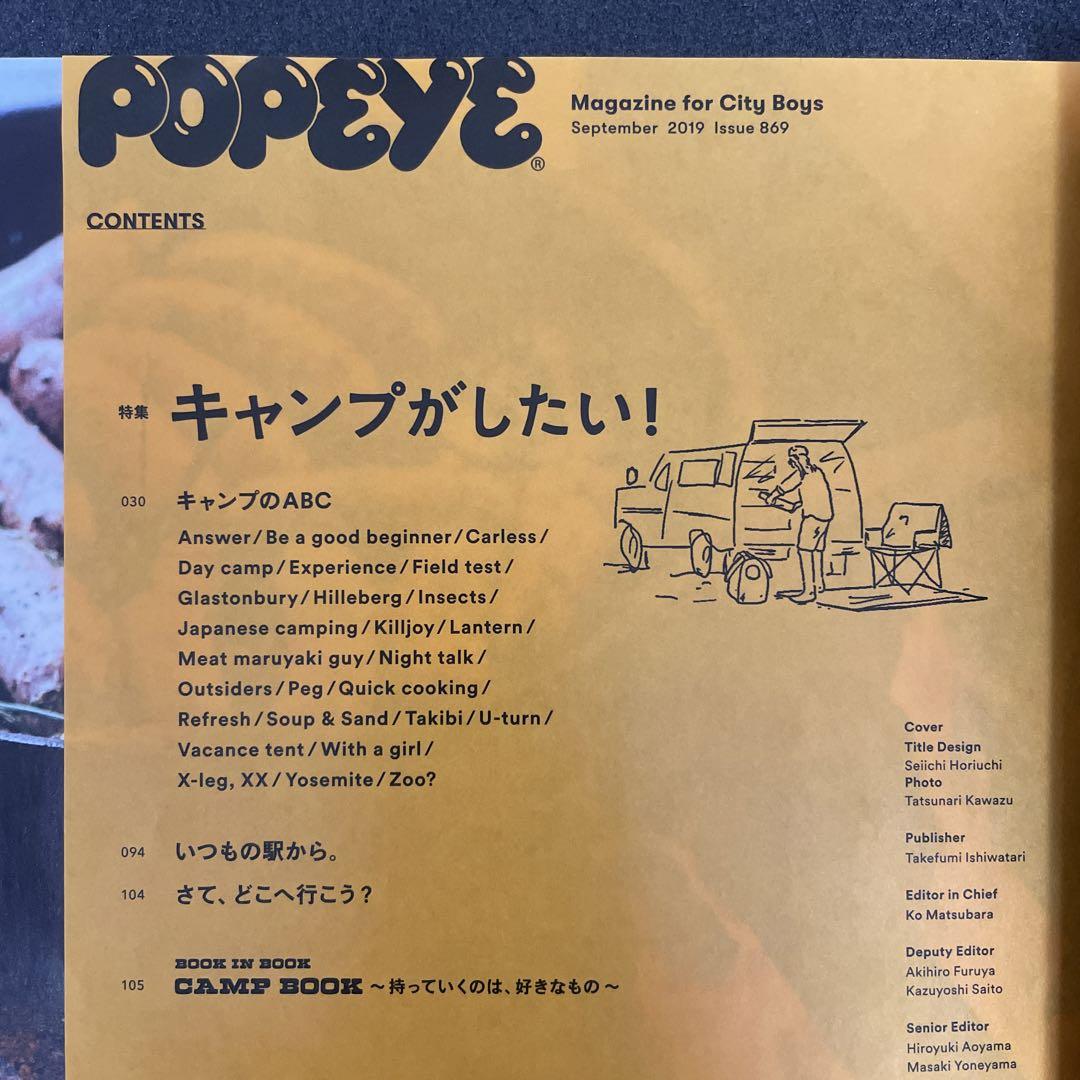 POPEYE®
Magazine for City Boys
September 2019 Issue 869
CONTENTS
特集 キャンプがしたい!
030 キャンプのABC
Answer/Be a good beginner/Carless/
Day camp/Experience/Field test/
Glastonbury/Hilleberg/Insects/
Japanese camping/Killjoy/Lantern/
Meat maruyaki guy/Night talk/
Outsiders/Peg/Quick cooking/
Refresh/Soup & Sand/Takibi/U-turn/
Vacance tent/With a girl/
X-leg, XX/Yosemite/Zoo?
094 いつもの駅から。
104 さて、どこへ行こう?
BOOK IN BOOK
105 CAMP BOOK ~持っていくのは、好きなもの~
Cover
Title Design
Seiichi Horiuchi
Photo
Tatsunari Kawazu
Publisher
Takefumi Ishiwatari
Editor in Chief
Ko Matsubara
Deputy Editor
Akihiro Furuya
Kazuyoshi Saito
Senior Editor
Hiroyuki Aoyama
Masaki Yoneyama